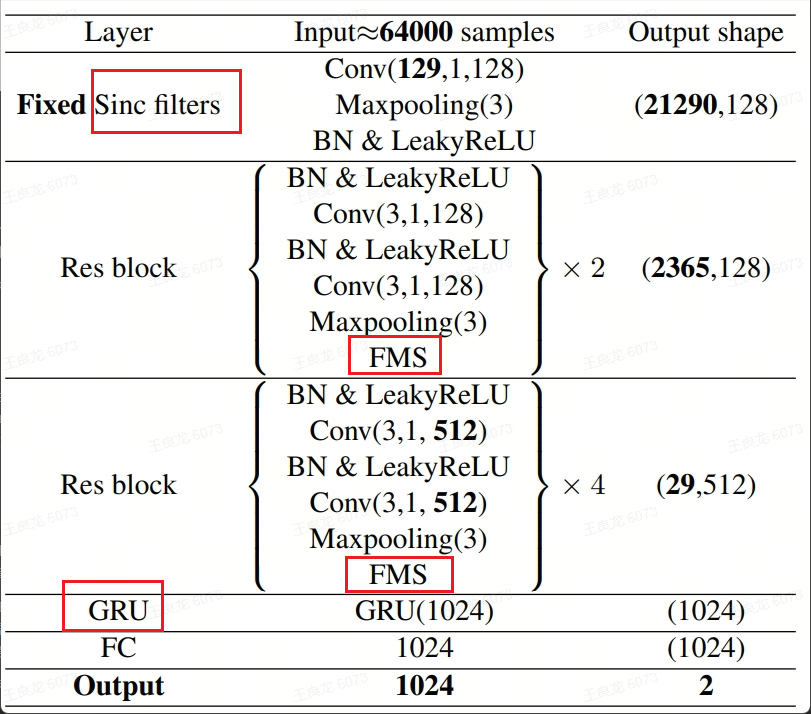 Layer Input≈64000 samples Output shape
Conv(129,1,128)
Fixed Sinc filters Maxpooling(3) (21290,128)
BN & LeakyReLU
BN & LeakyReLU
Conv(3,1,128)
BN & LeakyReLU
Res block × 2 (2365,128)
Conv(3,1,128)
Maxpooling(3)
FMS
BN & LeakyReLU
Conv(3,1, 512)
BN & LeakyReLU
Res block × 4 (29,512)
Conv(3,1, 512)
Maxpooling(3)
FMS
GRU GRU(1024) (1024)
FC 1024 (1024)
Output 1024 2
王良龙 6073